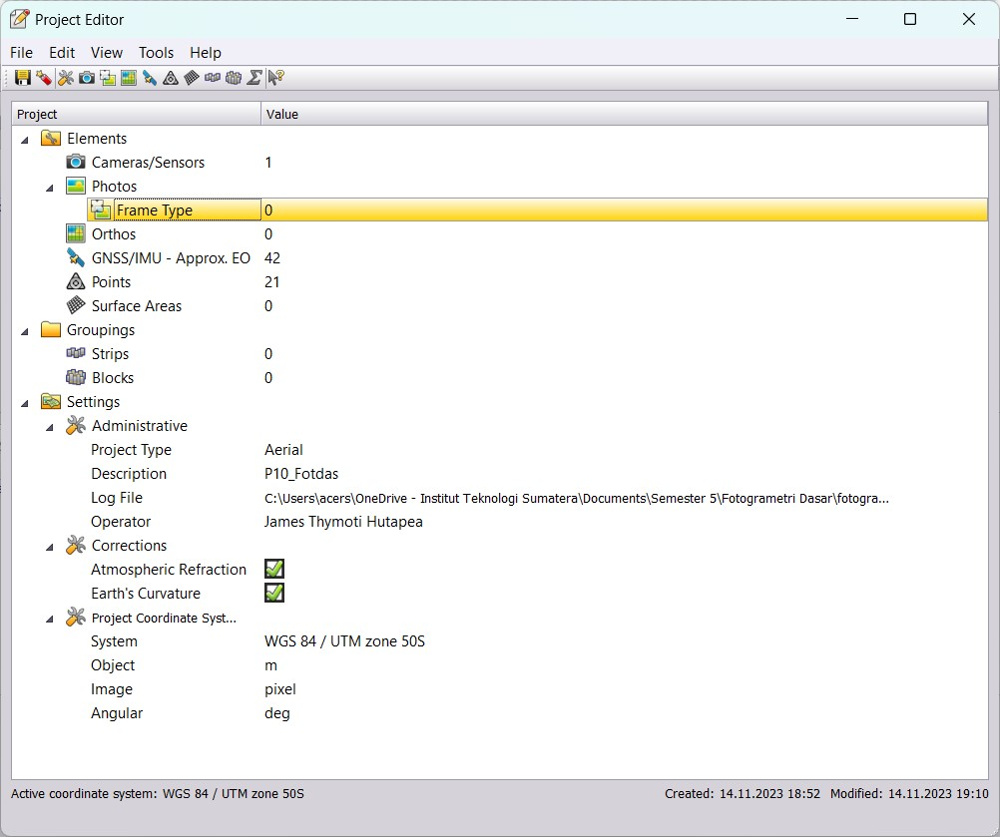 Project Editor
File Edit View Tools Help
Project Value
Elements
Cameras/Sensors 1
Photos
Frame Type 0
Orthos 0
GNSS/IMU - Approx. EO 42
Points 21
Surface Areas 0
Groupings
Strips 0
Blocks 0
Settings
Administrative
Project Type Aerial
Description P10_Fotdas
Log File C:\Users\acers\OneDrive - Institut Teknologi Sumatera\Documents\Semester 5\Fotogrametri Dasar\fotogra...
Operator James Thymoti Hutapea
Corrections
Atmospheric Refraction
Earth's Curvature
Project Coordinate Syst...
System WGS 84 / UTM zone 50S
Object m
Image pixel
Angular deg
Active coordinate system: WGS 84 / UTM zone 50S Created: 14.11.2023 18:52 Modified: 14.11.2023 19:10